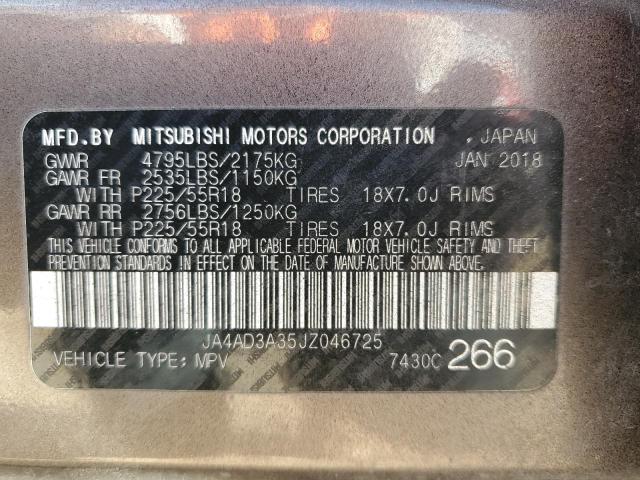 MFD.BY MITSUBISHI MOTORS CORPORATION , JAPAN
GVWR 4795LBS/2175KG JAN 2018
GAWR FR 2535LBS/1150KG
WITH P225/55R18 TIRES 18X7.0J RIMS
GAWR RR 2756LBS/1250KG
WITH P225/55R18 TIRES 18X7.0J RIMS
THIS VEHICLE CONFORMS TO ALL APPLICABLE FEDERAL MOTOR VEHICLE SAFETY AND THEFT
PREVENTION STANDARDS IN EFFECT ON THE DATE OF MANUFACTURE SHOWN ABOVE.
JA4AD3A35JZ046725
VEHICLE TYPE: MPV 7430C 266